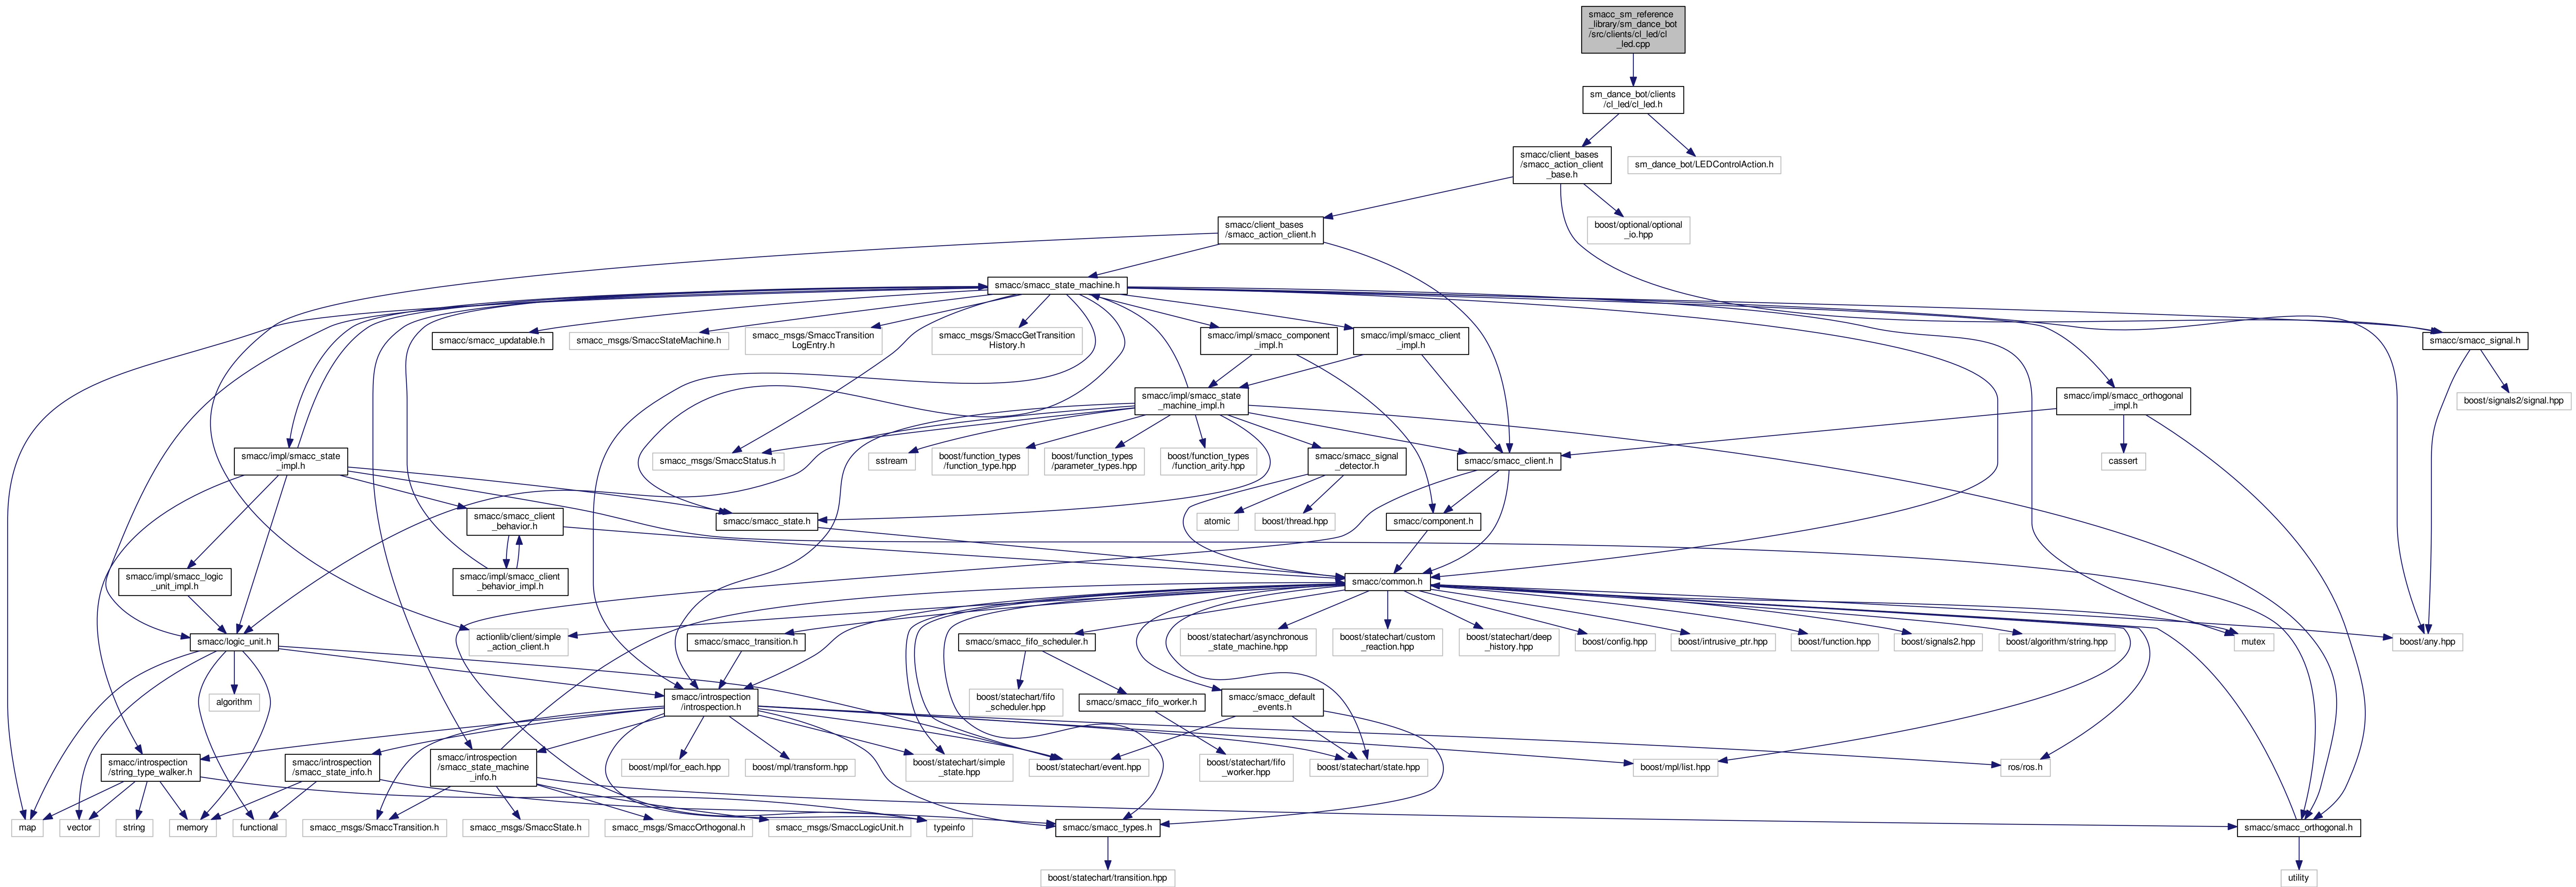 smacc_sm_reference
_library/sm_dance_bot
/src/clients/cl_led/cl
_led.cpp
sm_dance_bot/clients
/cl_led/cl_led.h
smacc/client_bases
/smacc_action_client
_base.h
sm_dance_bot/LEDControlAction.h
smacc/client_bases
/smacc_action_client.h
boost/optional/optional
_io.hpp
smacc/smacc_state_machine.h
smacc/smacc_updatable.h
smacc_msgs/SmaccStateMachine.h
smacc_msgs/SmaccTransition
LogEntry.h
smacc_msgs/SmaccGetTransition
History.h
smacc/impl/smacc_component
_impl.h
smacc/impl/smacc_client
_impl.h
smacc/smacc_signal.h
smacc/impl/smacc_state
_machine_impl.h
smacc/impl/smacc_orthogonal
_impl.h
boost/signals2/signal.hpp
smacc/impl/smacc_state
_impl.h
smacc_msgs/SmaccStatus.h
sstream
boost/function_types
/function_type.hpp
boost/function_types
/parameter_types.hpp
boost/function_types
/function_arity.hpp
smacc/smacc_signal
_detector.h
smacc/smacc_client.h
cassert
smacc/smacc_client
_behavior.h
smacc/smacc_state.h
atomic
boost/thread.hpp
smacc/component.h
smacc/impl/smacc_logic
_unit_impl.h
smacc/impl/smacc_client
_behavior_impl.h
smacc/common.h
smacc/logic_unit.h
actionlib/client/simple
_action_client.h
smacc/smacc_transition.h
smacc/smacc_fifo_scheduler.h
boost/statechart/asynchronous
_state_machine.hpp
boost/statechart/custom
_reaction.hpp
boost/statechart/deep
_history.hpp
boost/config.hpp
boost/intrusive_ptr.hpp
boost/function.hpp
boost/signals2.hpp
boost/algorithm/string.hpp
mutex
boost/any.hpp
algorithm
smacc/introspection
/introspection.h
boost/statechart/fifo
_scheduler.hpp
smacc/smacc_fifo_worker.h
smacc/smacc_default
_events.h
smacc/introspection
/string_type_walker.h
smacc/introspection
/smacc_state_info.h
smacc/introspection
/smacc_state_machine
_info.h
boost/mpl/for_each.hpp
boost/mpl/transform.hpp
boost/statechart/simple
_state.hpp
boost/statechart/event.hpp
boost/statechart/fifo
_worker.hpp
boost/statechart/state.hpp
boost/mpl/list.hpp
ros/ros.h
map
vector
string
memory
functional
smacc_msgs/SmaccTransition.h
smacc_msgs/SmaccState.h
smacc_msgs/SmaccOrthogonal.h
smacc_msgs/SmaccLogicUnit.h
typeinfo
smacc/smacc_types.h
smacc/smacc_orthogonal.h
boost/statechart/transition.hpp
utility